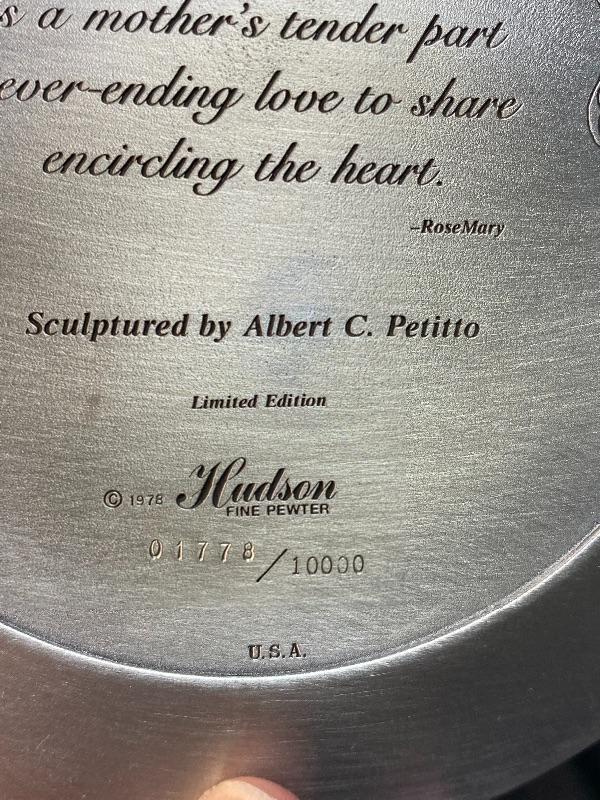 a mother's tender part
ever-ending love to share
encircling the heart.
-RoseMary
Sculptured by Albert C. Petitto
Limited Edition
© 1978 Hudson
FINE PEWTER
01778/10000
U.S.A.